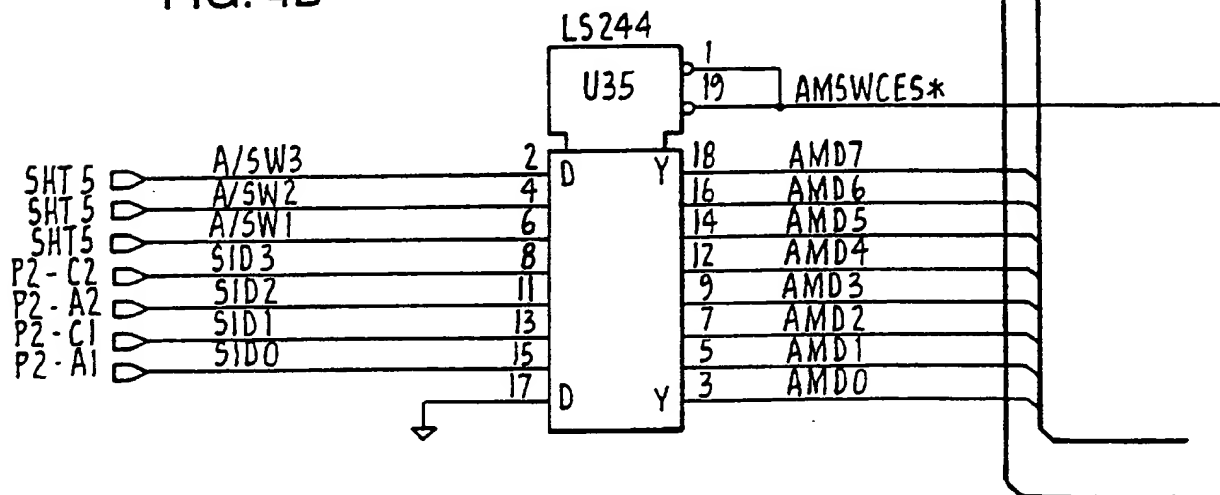 FIG. 4B
LS244
U35
1
19 AMSWCES*
SHT 5 A/SW3 2 D Y 18 AMD7
SHT 5 A/SW2 4 16 AMD6
SHT5 A/SW1 6 14 AMD5
P2-C2 SID3 8 12 AMD4
P2-A2 SID2 11 9 AMD3
P2-C1 SID1 13 7 AMD2
P2-A1 SID0 15 5 AMD1
17 D Y 3 AMD0